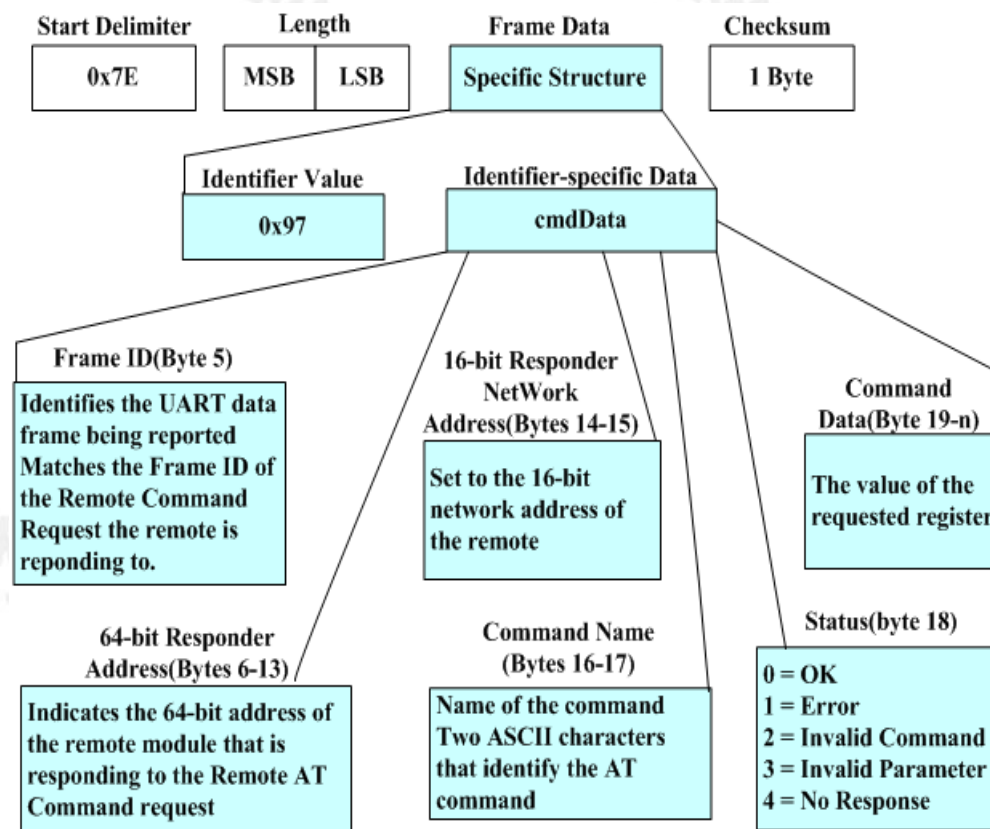 Start Delimiter
Length
Frame Data
Checksum
0x7E
MSB
LSB
Specific Structure
1 Byte
Identifier Value
0x97
Identifier-specific Data
cmdData
Frame ID(Byte 5)
Identifies the UART data
frame being reported
Matches the Frame ID of
the Remote Command
Request the remote is
reponding to.
16-bit Responder
NetWork
Address(Bytes 14-15)
Set to the 16-bit
network address of
the remote
Command
Data(Byte 19-n)
The value of the
requested register
64-bit Responder
Address(Bytes 6-13)
Indicates the 64-bit address of
the remote module that is
responding to the Remote AT
Command request
Command Name
(Bytes 16-17)
Name of the command
Two ASCII characters
that identify the AT
command
Status(byte 18)
0 = OK
1 = Error
2 = Invalid Command
3 = Invalid Parameter
4 = No Response